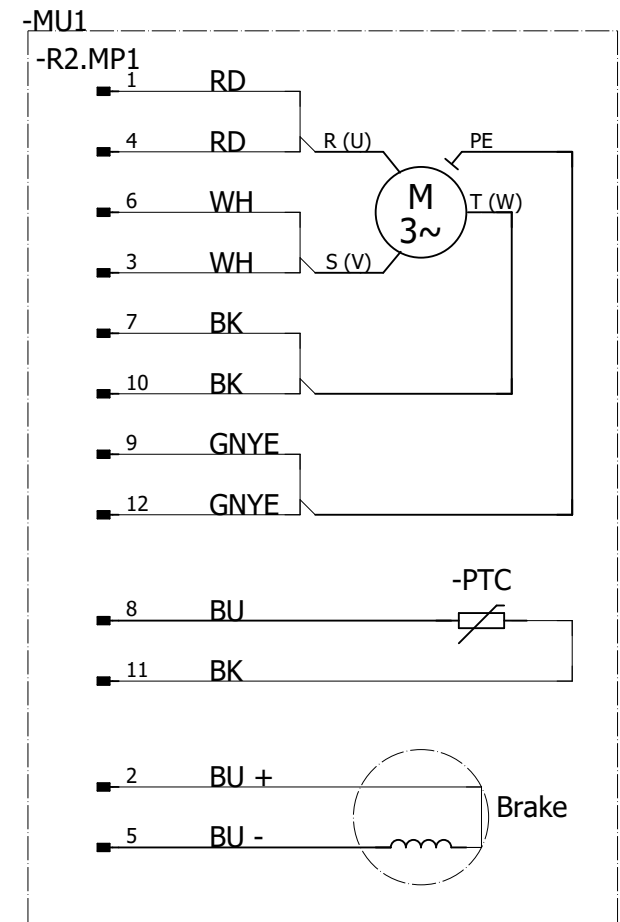 -MU1
-R2.MP1
1 RD
4 RD R (U) PE
6 WH M 3~ T (W)
3 WH S (V)
7 BK
10 BK
9 GNYE
12 GNYE
-PTC
8 BU
11 BK
2 BU +
Brake
5 BU -